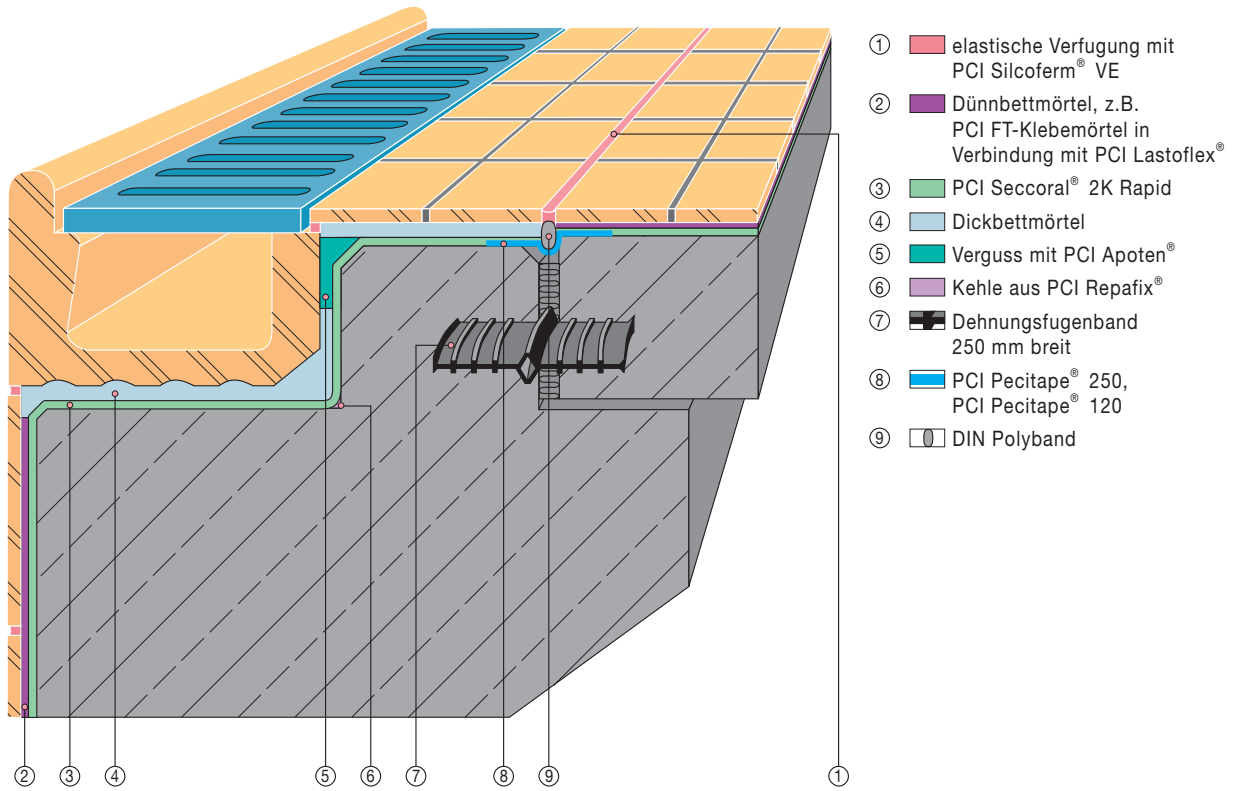 ① elastische Verfugung mit
PCI Silcoferm® VE
② Dünnbettmörtel, z.B.
PCI FT-Klebemörtel in
Verbindung mit PCI Lastoflex®
③ PCI Seccoral® 2K Rapid
④ Dickbettmörtel
⑤ Verguss mit PCI Apoten®
⑥ Kehle aus PCI Repafix®
⑦ Dehnungsfugenband
250 mm breit
⑧ PCI Pecitape® 250,
PCI Pecitape® 120
⑨ DIN Polyband
② ③ ④ ⑤ ⑥ ⑦ ⑧ ⑨ ①